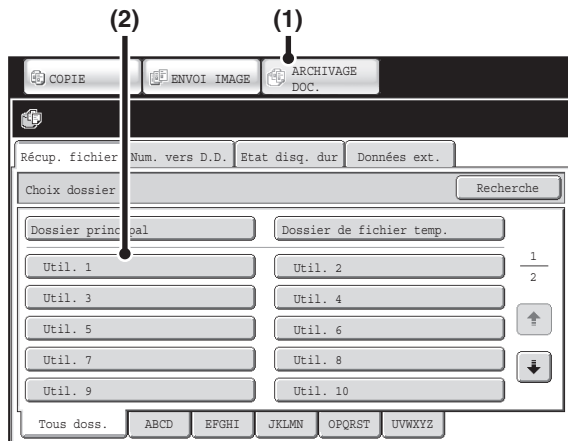 (2) (1)
COPIE ENVOI IMAGE ARCHIVAGE
DOC.
Récup. fichier Num. vers D.D. Etat disq. dur Données ext.
Choix dossier Recherche
Dossier principal Dossier de fichier temp.
Util. 1 Util. 2 1
2
Util. 3 Util. 4
Util. 5 Util. 6
Util. 7 Util. 8
Util. 9 Util. 10
Tous doss. ABCD EFGHI JKLMN OPQRST UVWXYZ